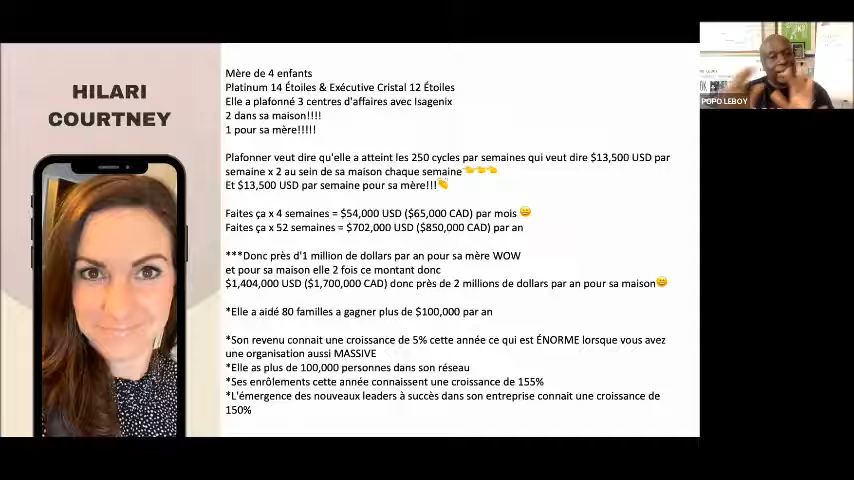 HILARI
COURTNEY
Mère de 4 enfants
Platinum 14 Étoiles & Exécutive Cristal 12 Étoiles
Elle a plafonné 3 centres d'affaires avec Isagenix
2 dans sa maison!!!!
1 pour sa mère!!!!!
Plafonner veut dire qu'elle a atteint les 250 cycles par semaines qui veut dire $13,500 USD par
semaine x 2 au sein de sa maison chaque semaine👈👈👈
Et $13,500 USD par semaine pour sa mère!!!👏
Faites ça x 4 semaines = $54,000 USD ($65,000 CAD) par mois 😄
Faites ça x 52 semaines = $702,000 USD ($850,000 CAD) par an
***Donc près d'1 million de dollars par an pour sa mère WOW
et pour sa maison elle 2 fois ce montant donc
$1,404,000 USD ($1,700,000 CAD) donc près de 2 millions de dollars par an pour sa maison😄
*Elle a aidé 80 familles a gagner plus de $100,000 par an
*Son revenu connait une croissance de 5% cette année ce qui est ÉNORME lorsque vous avez
une organisation aussi MASSIVE
*Elle as plus de 100,000 personnes dans son réseau
*Ses enrôlements cette année connaissent une croissance de 155%
*L'émergence des nouveaux leaders à succès dans son entreprise connait une croissance de
150%
POPO LEBOY